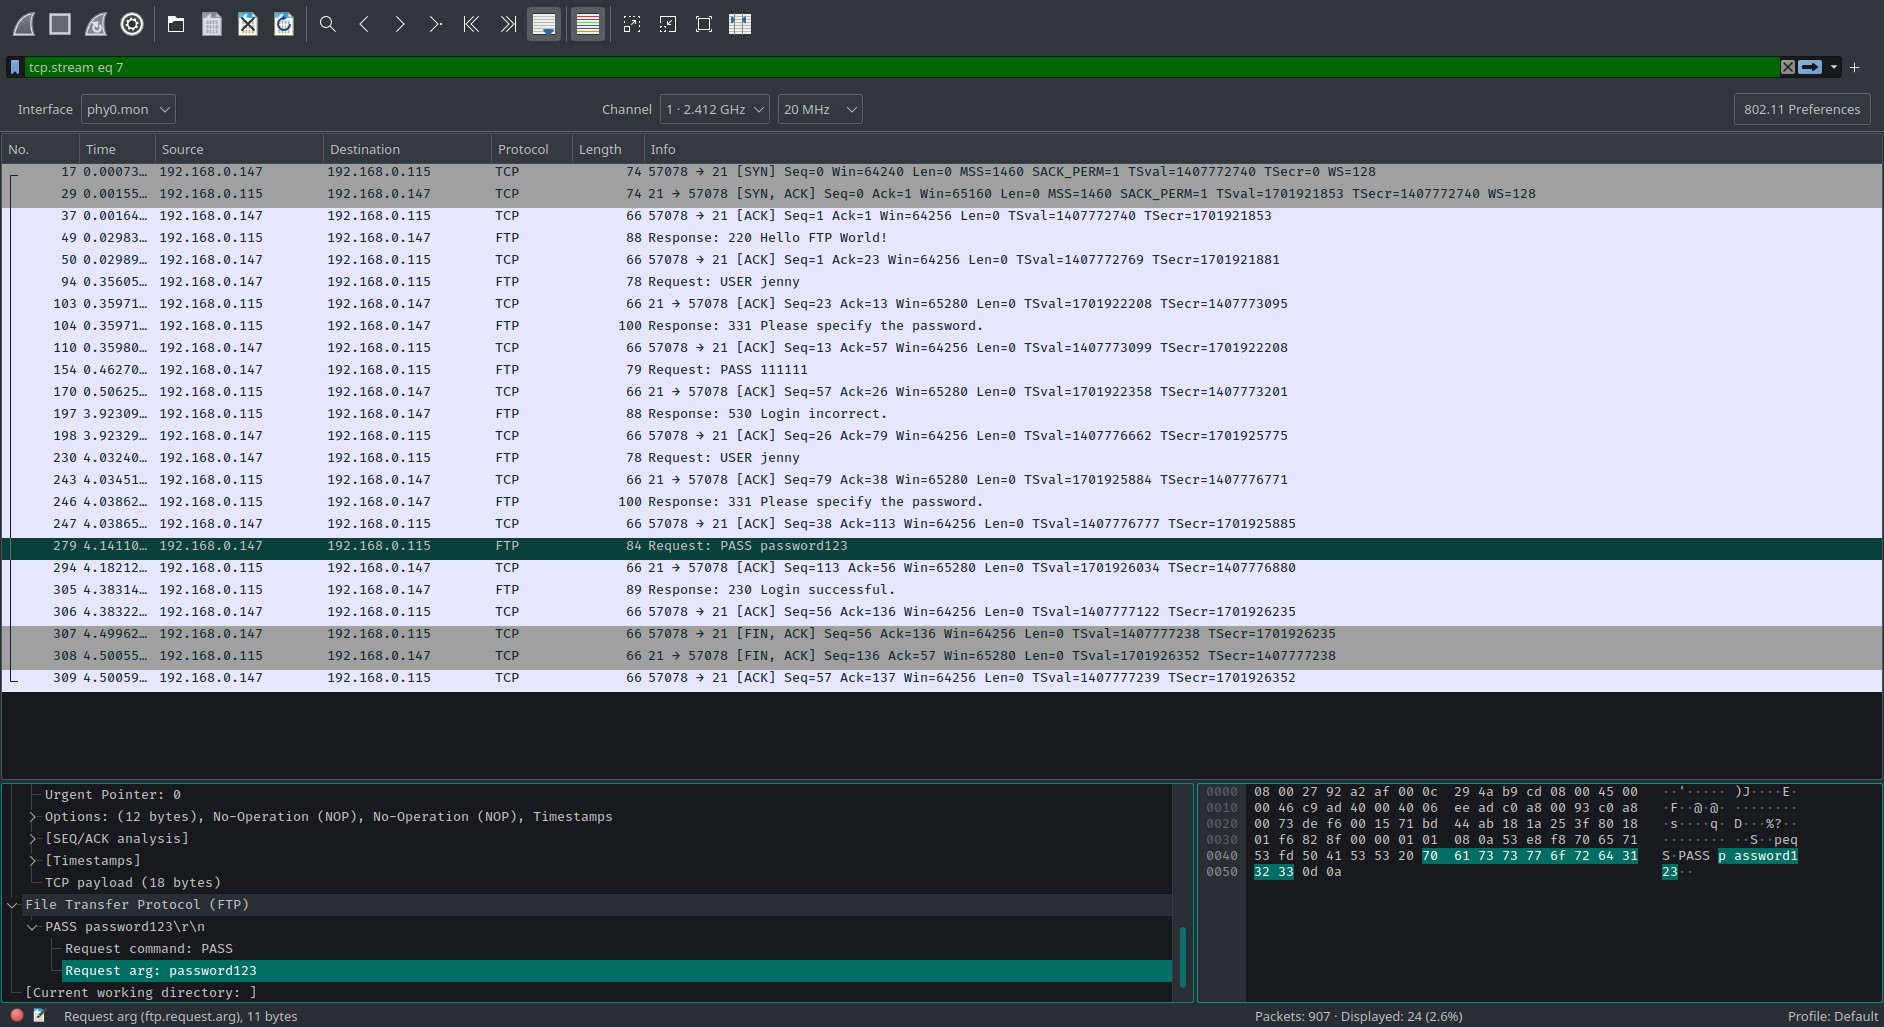 tcp.stream eq 7
Interface phy0.mon Channel 1 · 2.412 GHz 20 MHz 802.11 Preferences
No. Time Source Destination Protocol Length Info
17 0.00073… 192.168.0.147 192.168.0.115 TCP 74 57078 → 21 [SYN] Seq=0 Win=64240 Len=0 MSS=1460 SACK_PERM=1 TSval=1407772740 TSecr=0 WS=128
29 0.00155… 192.168.0.115 192.168.0.147 TCP 74 21 → 57078 [SYN, ACK] Seq=0 Ack=1 Win=65160 Len=0 MSS=1460 SACK_PERM=1 TSval=1701921853 TSecr=1407772740 WS=128
37 0.00164… 192.168.0.147 192.168.0.115 TCP 66 57078 → 21 [ACK] Seq=1 Ack=1 Win=64256 Len=0 TSval=1407772740 TSecr=1701921853
49 0.02983… 192.168.0.115 192.168.0.147 FTP 88 Response: 220 Hello FTP World!
50 0.02989… 192.168.0.147 192.168.0.115 TCP 66 57078 → 21 [ACK] Seq=1 Ack=23 Win=64256 Len=0 TSval=1407772769 TSecr=1701921881
94 0.35605… 192.168.0.147 192.168.0.115 FTP 78 Request: USER jenny
103 0.35971… 192.168.0.115 192.168.0.147 TCP 66 21 → 57078 [ACK] Seq=23 Ack=13 Win=65280 Len=0 TSval=1701922208 TSecr=1407773095
104 0.35971… 192.168.0.115 192.168.0.147 FTP 100 Response: 331 Please specify the password.
110 0.35980… 192.168.0.147 192.168.0.115 TCP 66 57078 → 21 [ACK] Seq=13 Ack=57 Win=64256 Len=0 TSval=1407773099 TSecr=1701922208
154 0.46270… 192.168.0.147 192.168.0.115 FTP 79 Request: PASS 111111
170 0.50625… 192.168.0.115 192.168.0.147 TCP 66 21 → 57078 [ACK] Seq=57 Ack=26 Win=65280 Len=0 TSval=1701922358 TSecr=1407773201
197 3.92309… 192.168.0.115 192.168.0.147 FTP 88 Response: 530 Login incorrect.
198 3.92329… 192.168.0.147 192.168.0.115 TCP 66 57078 → 21 [ACK] Seq=26 Ack=79 Win=64256 Len=0 TSval=1407776662 TSecr=1701925775
230 4.03240… 192.168.0.147 192.168.0.115 FTP 78 Request: USER jenny
243 4.03451… 192.168.0.115 192.168.0.147 TCP 66 21 → 57078 [ACK] Seq=79 Ack=38 Win=65280 Len=0 TSval=1701925884 TSecr=1407776771
246 4.03862… 192.168.0.115 192.168.0.147 FTP 100 Response: 331 Please specify the password.
247 4.03865… 192.168.0.147 192.168.0.115 TCP 66 57078 → 21 [ACK] Seq=38 Ack=113 Win=64256 Len=0 TSval=1407776777 TSecr=1701925885
279 4.14110… 192.168.0.147 192.168.0.115 FTP 84 Request: PASS password123
294 4.18212… 192.168.0.115 192.168.0.147 TCP 66 21 → 57078 [ACK] Seq=113 Ack=56 Win=65280 Len=0 TSval=1701926034 TSecr=1407776880
305 4.38314… 192.168.0.115 192.168.0.147 FTP 89 Response: 230 Login successful.
306 4.38322… 192.168.0.147 192.168.0.115 TCP 66 57078 → 21 [ACK] Seq=56 Ack=136 Win=64256 Len=0 TSval=1407777122 TSecr=1701926235
307 4.49962… 192.168.0.147 192.168.0.115 TCP 66 57078 → 21 [FIN, ACK] Seq=56 Ack=136 Win=64256 Len=0 TSval=1407777238 TSecr=1701926235
308 4.50055… 192.168.0.115 192.168.0.147 TCP 66 21 → 57078 [FIN, ACK] Seq=136 Ack=57 Win=65280 Len=0 TSval=1701926352 TSecr=1407777238
309 4.50059… 192.168.0.147 192.168.0.115 TCP 66 57078 → 21 [ACK] Seq=57 Ack=137 Win=64256 Len=0 TSval=1407777239 TSecr=1701926352
Urgent Pointer: 0
Options: (12 bytes), No-Operation (NOP), No-Operation (NOP), Timestamps
[SEQ/ACK analysis]
[Timestamps]
TCP payload (18 bytes)
File Transfer Protocol (FTP)
PASS password123\r\n
Request command: PASS
Request arg: password123
[Current working directory: ]
0000 08 00 27 92 a2 af 00 0c 29 4a b9 cd 08 00 45 00 ··'····· )J····E·
0010 00 46 c9 ad 40 00 40 06 ee ad c0 a8 00 93 c0 a8 ·F··@·@· ········
0020 00 73 de f6 00 15 71 bd 44 ab 18 1a 25 3f 80 18 ·s····q· D···%?··
0030 01 f6 82 8f 00 00 01 01 08 0a 53 e8 f8 70 65 71 ········ ··S··peq
0040 53 fd 50 41 53 53 20 70 61 73 73 77 6f 72 64 31 S·PASS p assword1
0050 32 33 0d 0a 23··
Request arg (ftp.request.arg), 11 bytes Packets: 907 · Displayed: 24 (2.6%) Profile: Default